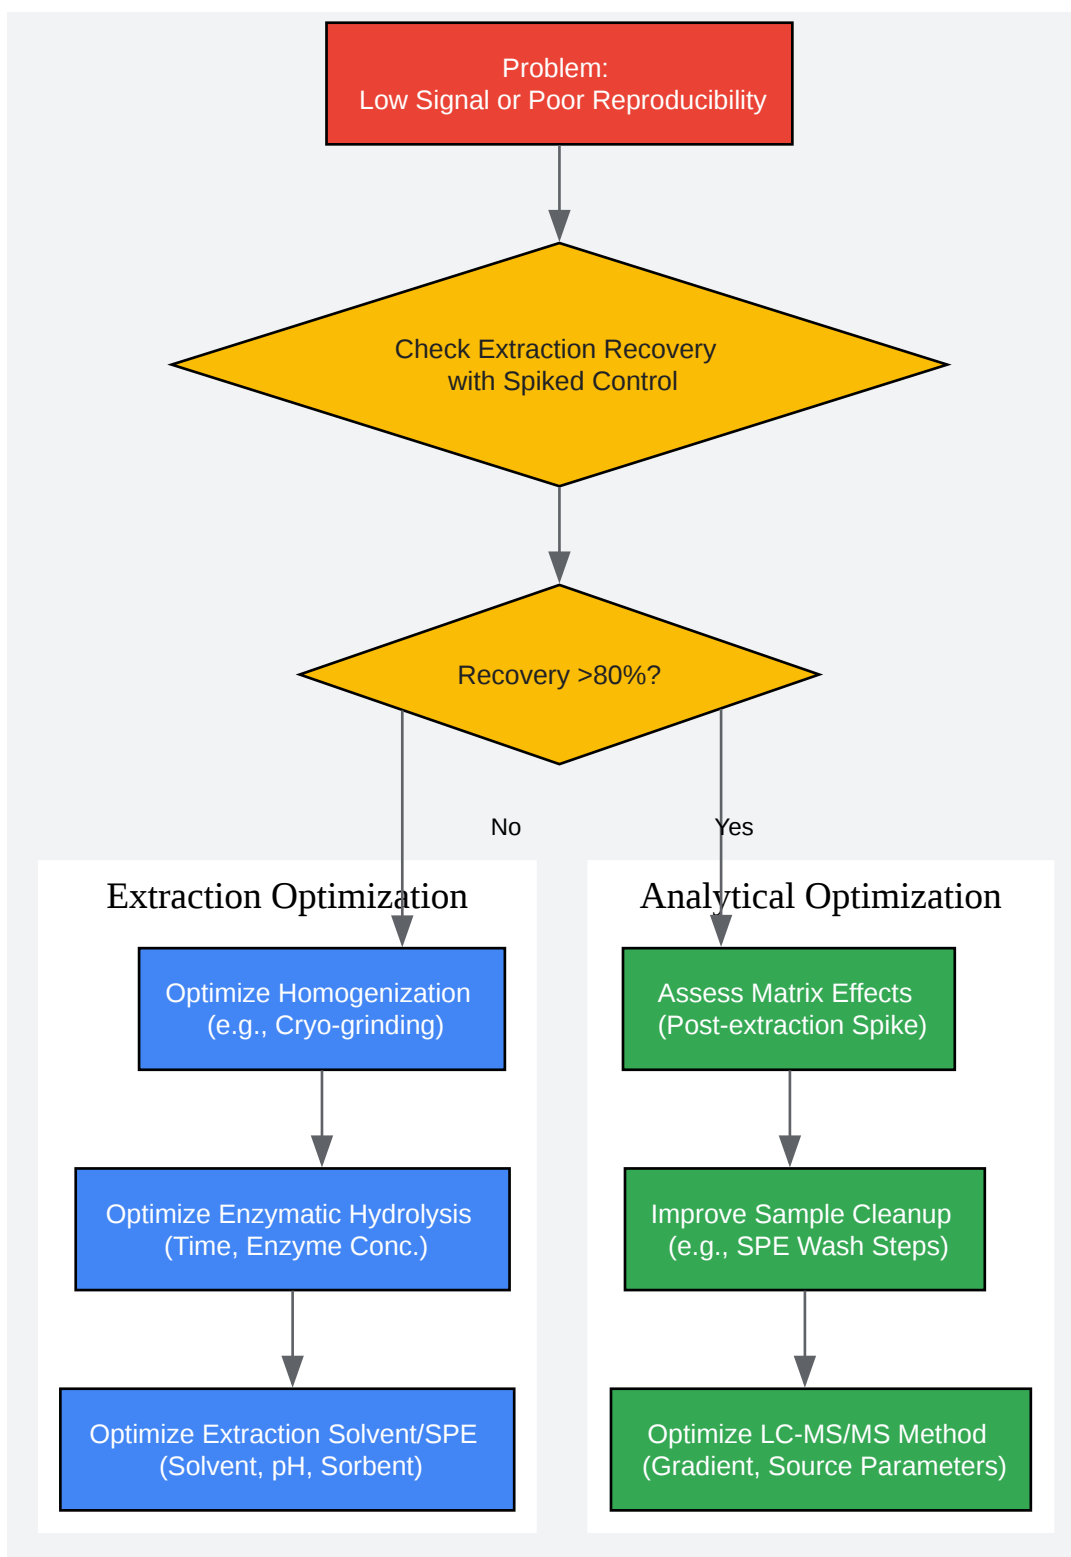 Problem:
Low Signal or Poor Reproducibility
Check Extraction Recovery
with Spiked Control
Recovery >80%?
No
Yes
Extraction Optimization
Optimize Homogenization
(e.g., Cryo-grinding)
Optimize Enzymatic Hydrolysis
(Time, Enzyme Conc.)
Optimize Extraction Solvent/SPE
(Solvent, pH, Sorbent)
Analytical Optimization
Assess Matrix Effects
(Post-extraction Spike)
Improve Sample Cleanup
(e.g., SPE Wash Steps)
Optimize LC-MS/MS Method
(Gradient, Source Parameters)